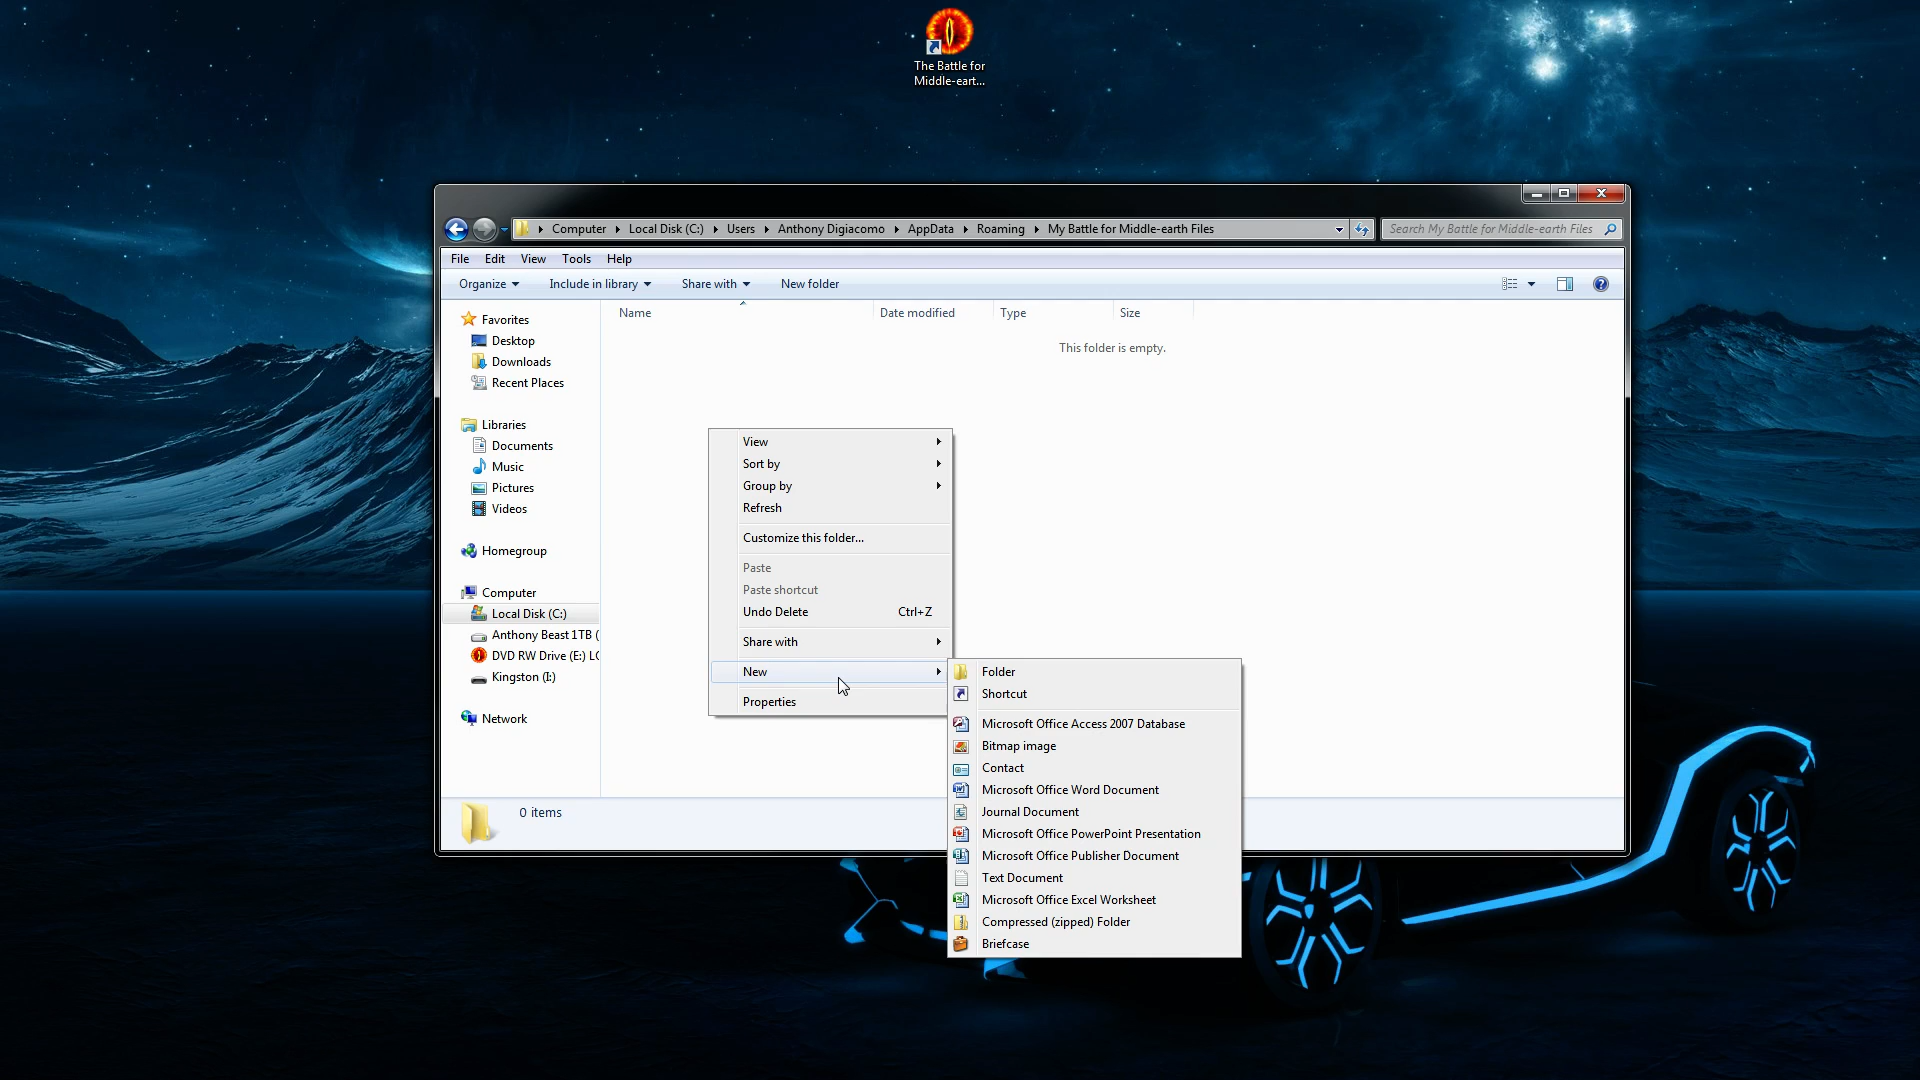 The Battle for
Middle-eart...
Computer
Local Disk (C:)
Users
Anthony Digiacomo
AppData
Roaming
My Battle for Middle-earth Files
Search My Battle for Middle-earth Files
File Edit View Tools Help
Organize Include in library Share with New folder
Name Date modified Type Size
This folder is empty.
Favorites
Desktop
Downloads
Recent Places
Libraries
Documents
Music
Pictures
Videos
Homegroup
Computer
Local Disk (C:)
Anthony Beast 1TB (
DVD RW Drive (E:) LO
Kingston (I:)
Network
View
Sort by
Group by
Refresh
Customize this folder...
Paste
Paste shortcut
Undo Delete Ctrl+Z
Share with
New
Properties
Folder
Shortcut
Microsoft Office Access 2007 Database
Bitmap image
Contact
Microsoft Office Word Document
Journal Document
Microsoft Office PowerPoint Presentation
Microsoft Office Publisher Document
Text Document
Microsoft Office Excel Worksheet
Compressed (zipped) Folder
Briefcase
0 items